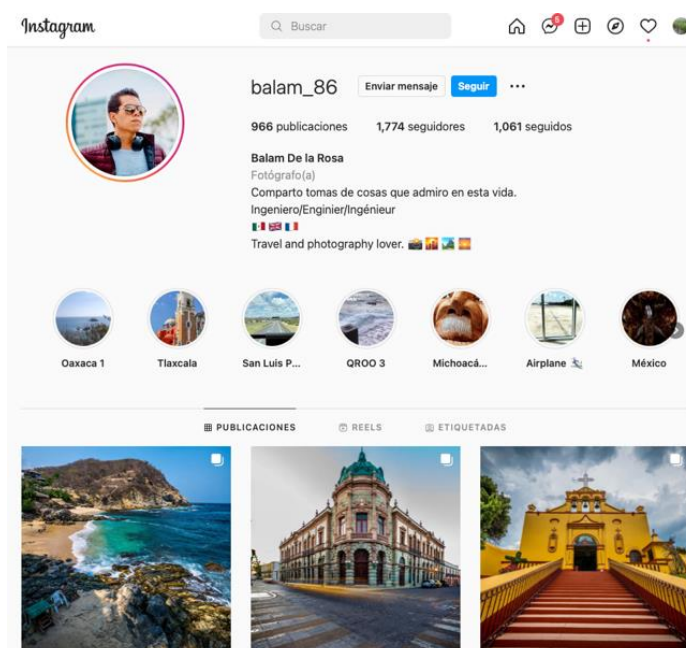 Instagram
Buscar
5
balam_86 Enviar mensaje Seguir
966 publicaciones 1,774 seguidores 1,061 seguidos
Balam De la Rosa
Fotógrafo(a)
Comparto tomas de cosas que admiro en esta vida.
Ingeniero/Enginier/Ingénieur
Travel and photography lover.
Oaxaca 1 Tlaxcala San Luis P... QROO 3 Michoacá... Airplane México
PUBLICACIONES REELS ETIQUETADAS